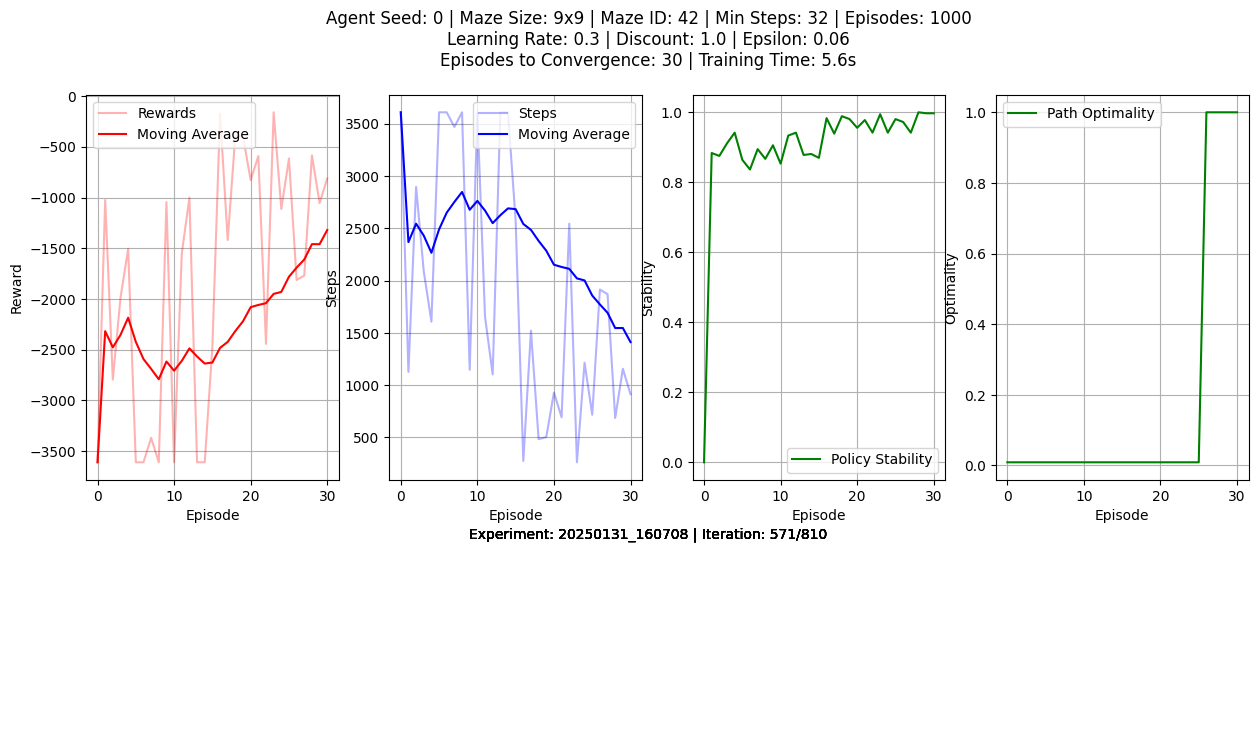 Agent Seed: 0 | Maze Size: 9x9 | Maze ID: 42 | Min Steps: 32 | Episodes: 1000
Learning Rate: 0.3 | Discount: 1.0 | Epsilon: 0.06
Episodes to Convergence: 30 | Training Time: 5.6s
Reward
0
−500
−1000
−1500
−2000
−2500
−3000
−3500
Rewards
Moving Average
0
10
20
30
Episode
Steps
3500
3000
2500
2000
1500
1000
500
Steps
Moving Average
0
10
20
30
Episode
Stability
1.0
0.8
0.6
0.4
0.2
0.0
Policy Stability
0
10
20
30
Episode
Optimality
1.0
0.8
0.6
0.4
0.2
0.0
Path Optimality
0
10
20
30
Episode
Experiment: 20250131_160708 | Iteration: 571/810